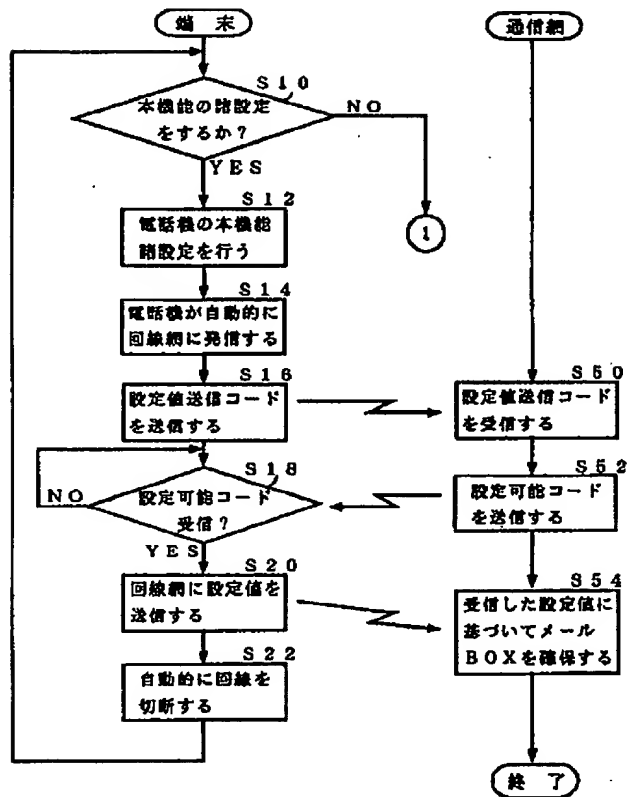 端 末
S10
本機能の諸設定
をするか?
NO
YES
1
S12
電話機の本機能
諸設定を行う
S14
電話機が自動的に
回線網に発信する
S16
設定値送信コード
を送信する
S18
設定可能コード
受信?
NO
YES
S20
回線網に設定値を
送信する
S22
自動的に回線を
切断する
通信網
S50
設定値送信コード
を受信する
S52
設定可能コード
を送信する
S54
受信した設定値に
基づいてメール
BOXを確保する
終 了